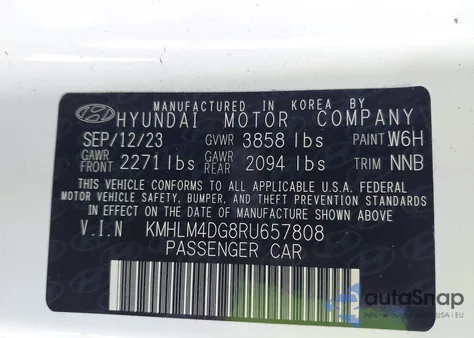 MANUFACTURED IN KOREA BY
HYUNDAI MOTOR COMPANY
SEP/12/23 GVWR 3858 lbs PAINT W6H
GAWR FRONT 2271 lbs GAWR REAR 2094 lbs TRIM NNB
THIS VEHICLE CONFORMS TO ALL APPLICABLE U.S.A. FEDERAL
MOTOR VEHICLE SAFETY, BUMPER, AND THEFT PREVENTION STANDARDS
IN EFFECT ON THE DATE OF MANUFACTURE SHOWN ABOVE.
V.I.N KMHLM4DG8RU657808
PASSENGER CAR
autoSnap